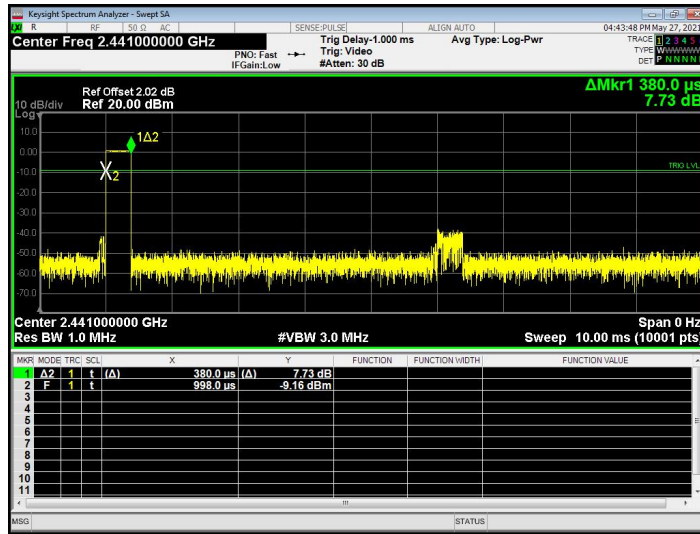 Keysight Spectrum Analyzer - Swept SA
R RF 50 Ω AC SENSE:PULSE ALIGN AUTO 04:43:48 PM May 27, 2021
Center Freq 2.441000000 GHz
PNO: Fast
IFGain:Low
Trig Delay-1.000 ms
Trig: Video
#Atten: 30 dB
Avg Type: Log-Pwr
TRACE 1 2 3 4 5
TYPE
DET P N N N N
ΔMkr1 380.0 µs
7.73 dB
Ref Offset 2.02 dB
10 dB/div Ref 20.00 dBm
Log
10.0
0.00
-20.0
-30.0
-40.0
-50.0
-60.0
-70.0
1Δ2
X2
TRIG LVL
Center 2.441000000 GHz Span 0 Hz
Res BW 1.0 MHz #VBW 3.0 MHz Sweep 10.00 ms (10001 pts)
MKR MODE TRC SCL X Y FUNCTION FUNCTION WIDTH FUNCTION VALUE
1 Δ2 1 t (Δ) 380.0 µs (Δ) 7.73 dB
2 F 1 t 998.0 µs -9.16 dBm
3
4
5
6
7
8
9
10
11
MSG STATUS